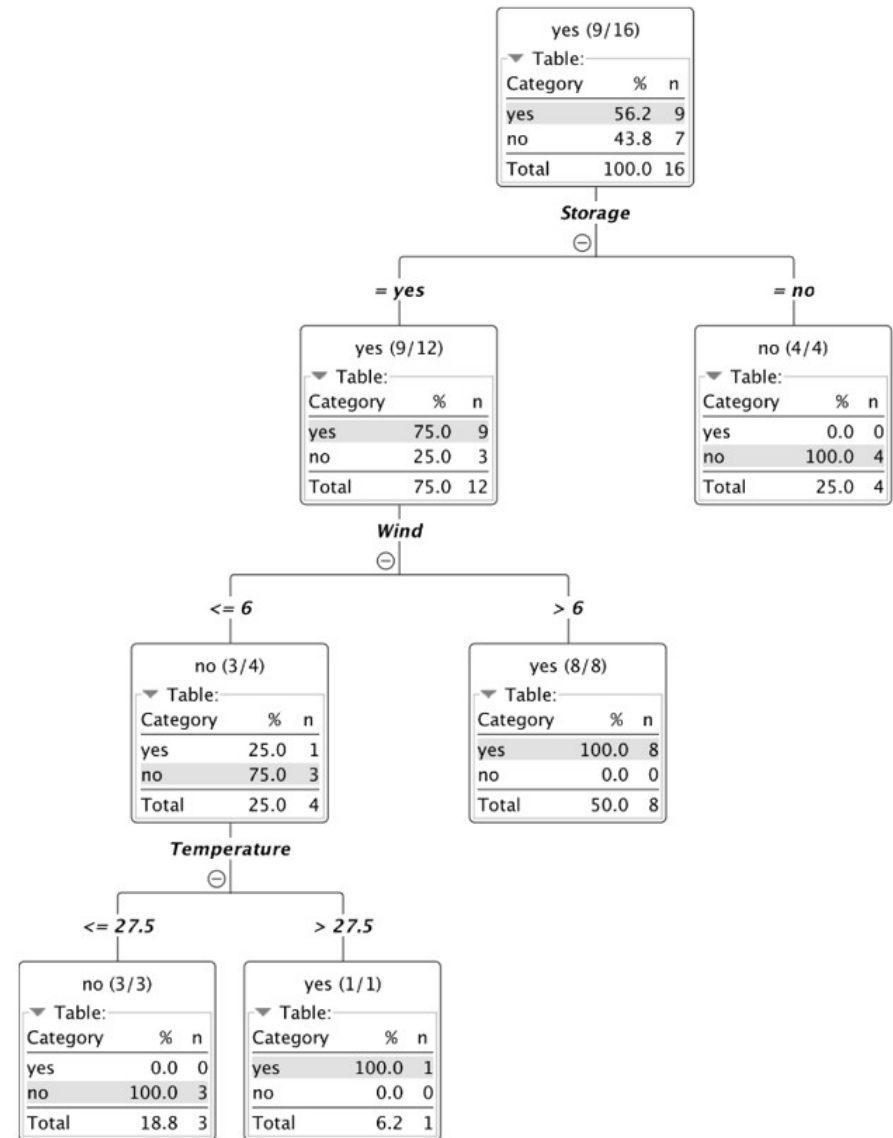 yes (9/16)
Table:
Category % n
yes 56.2 9
no 43.8 7
Total 100.0 16
Storage
= yes
= no
yes (9/12)
Table:
Category % n
yes 75.0 9
no 25.0 3
Total 75.0 12
no (4/4)
Table:
Category % n
yes 0.0 0
no 100.0 4
Total 25.0 4
Wind
<= 6
> 6
no (3/4)
Table:
Category % n
yes 25.0 1
no 75.0 3
Total 25.0 4
yes (8/8)
Table:
Category % n
yes 100.0 8
no 0.0 0
Total 50.0 8
Temperature
<= 27.5
> 27.5
no (3/3)
Table:
Category % n
yes 0.0 0
no 100.0 3
Total 18.8 3
yes (1/1)
Table:
Category % n
yes 100.0 1
no 0.0 0
Total 6.2 1